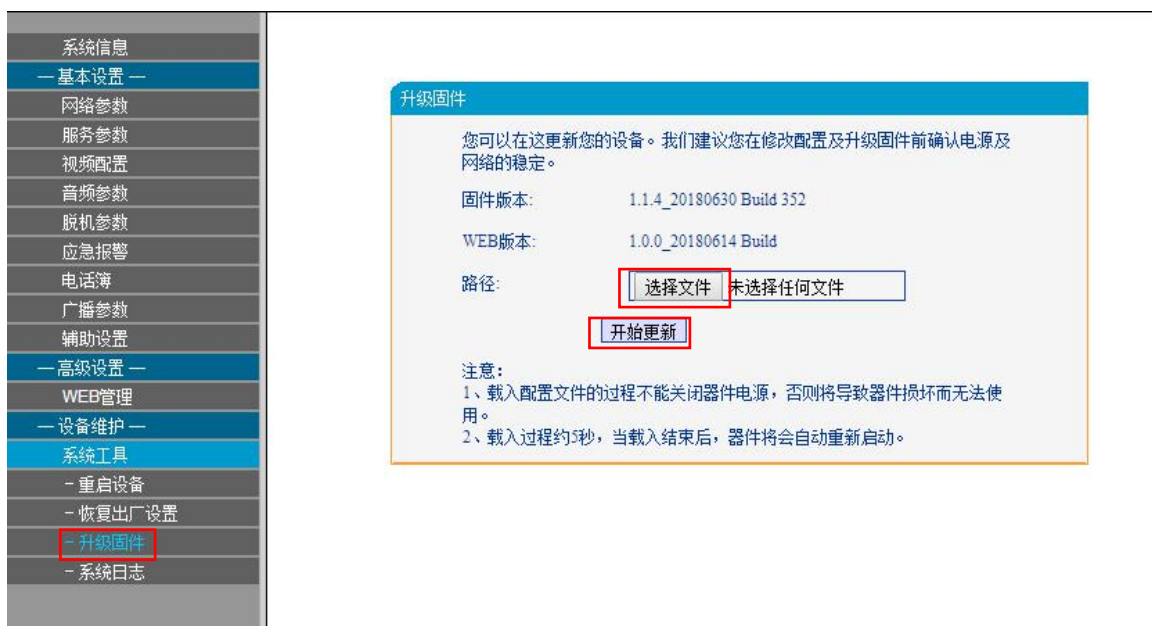 系统信息
— 基本设置 —
网络参数
服务参数
视频配置
音频参数
脱机参数
应急报警
电话簿
广播参数
辅助设置
— 高级设置 —
WEB管理
— 设备维护 —
系统工具
- 重启设备
- 恢复出厂设置
- 升级固件
- 系统日志
升级固件
您可以在这更新您的设备。我们建议您在修改配置及升级固件前确认电源及
网络的稳定。
固件版本: 1.1.4_20180630 Build 352
WEB版本: 1.0.0_20180614 Build
路径: 选择文件 未选择任何文件
开始更新
注意：
1、载入配置文件的过程不能关闭器件电源，否则将导致器件损坏而无法使
用。
2、载入过程约5秒，当载入结束后，器件将会自动重新启动。